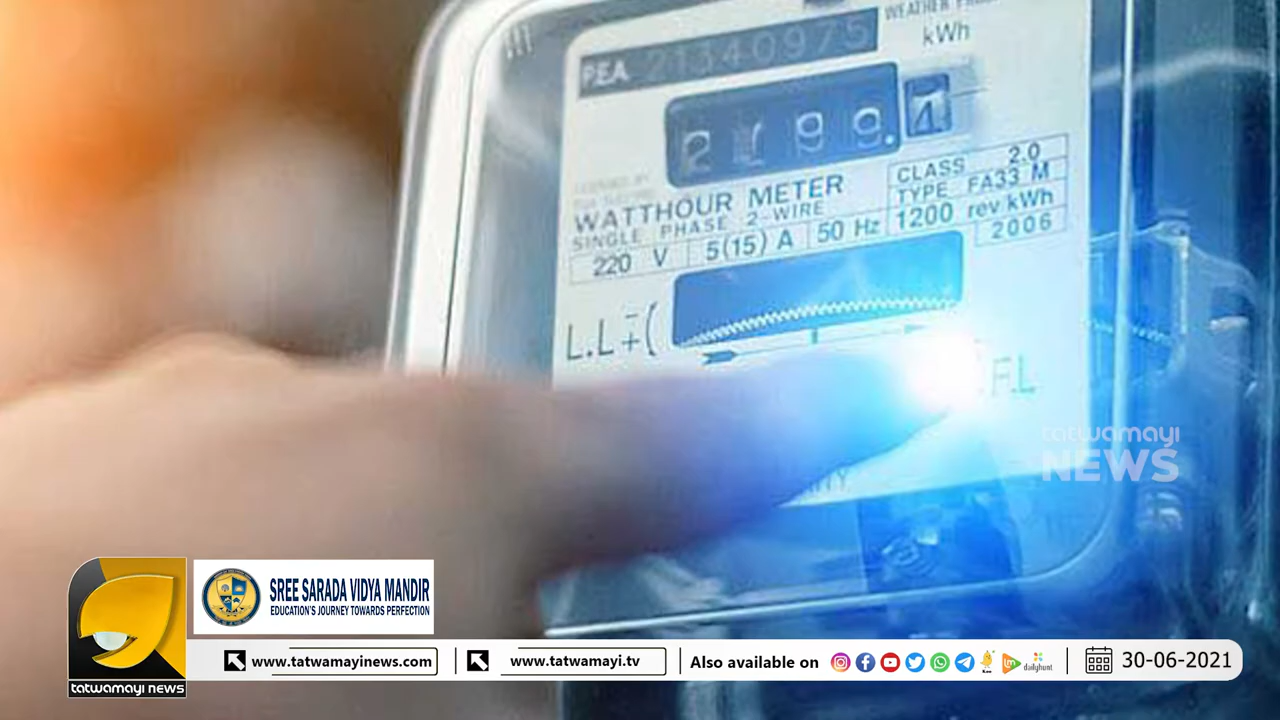 kWh
PEA 21340975
WATTHOUR METER
SINGLE PHASE 2-WIRE
220 V 5(15) A 50 Hz 1200 rev kWh
CLASS 2.0
TYPE FA33 M
2006
L.L
FL
tatwamayi
NEWS
SREE SARADA VIDYA MANDIR
EDUCATION'S JOURNEY TOWARDS PERFECTION
tatwamayi news
www.tatwamayinews.com
www.tatwamayi.tv
Also available on
dailyhunt
30-06-2021